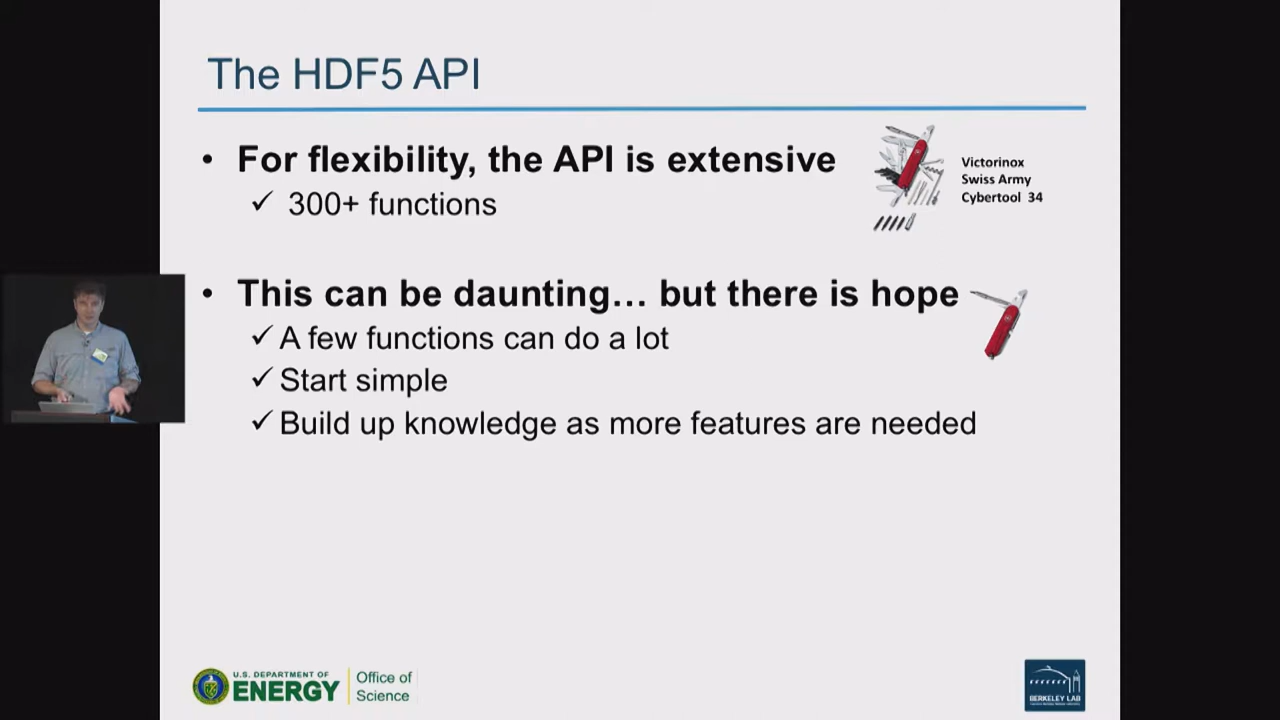 The HDF5 API
• For flexibility, the API is extensive
✓ 300+ functions
Victorinox
Swiss Army
Cybertool 34
• This can be daunting… but there is hope
✓ A few functions can do a lot
✓ Start simple
✓ Build up knowledge as more features are needed
U.S. DEPARTMENT OF
ENERGY
Office of
Science
BERKELEY LAB